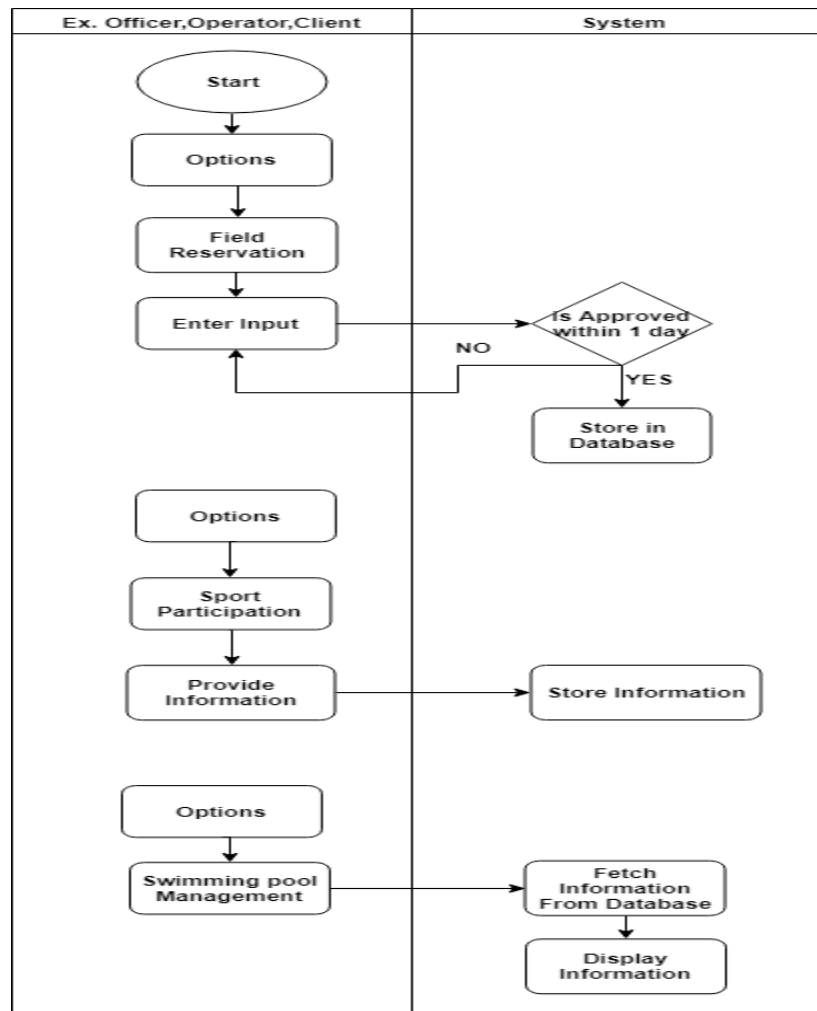 Ex. Officer,Operator,Client
System
Start
Options
Field
Reservation
Enter Input
Is Approved
within 1 day
NO
YES
Store in
Database
Options
Sport
Participation
Provide
Information
Store Information
Options
Swimming pool
Management
Fetch
Information
From Database
Display
Information